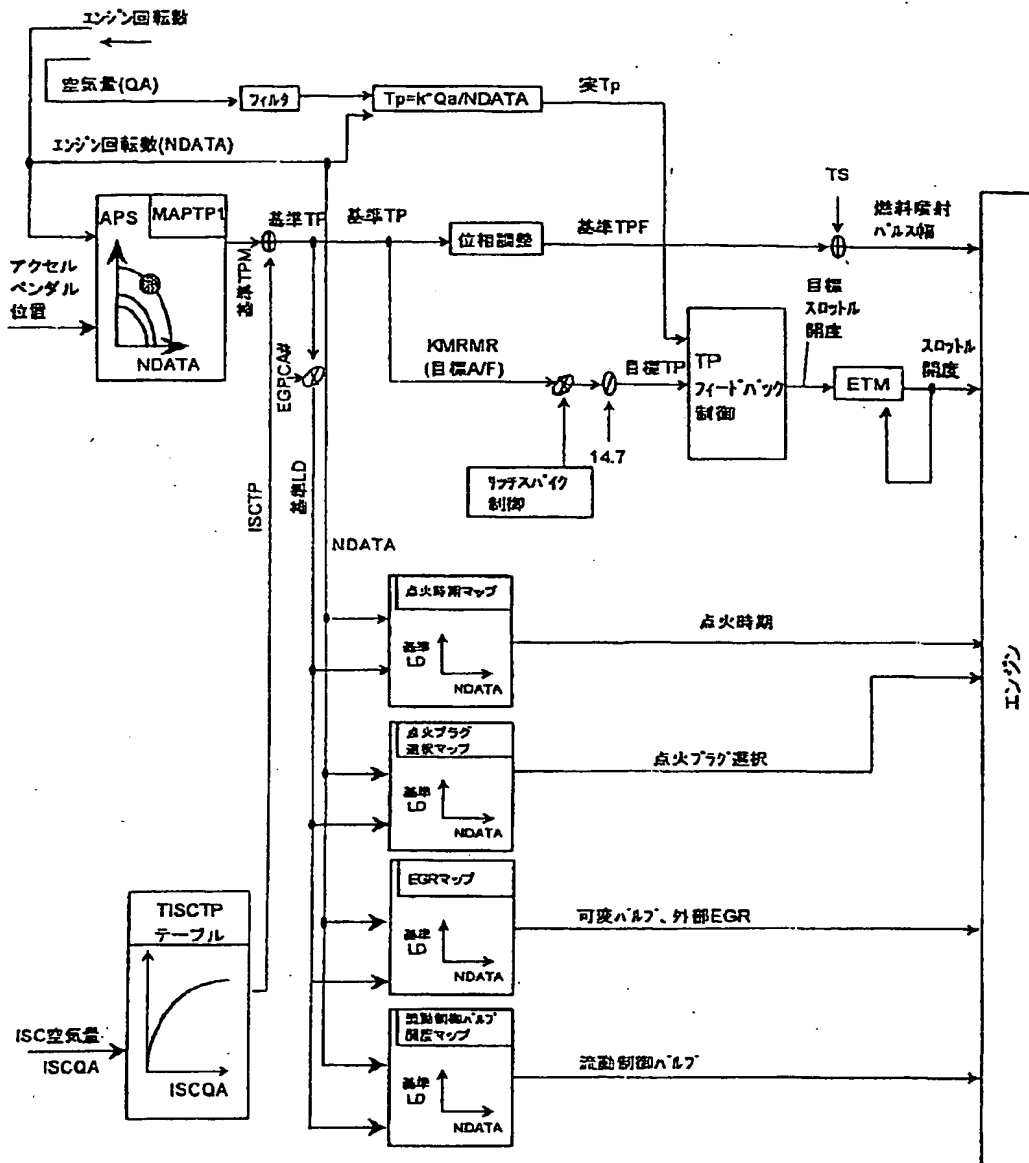 エンジン回転数
空気量(QA)
フィルタ
Tp=k*Qa/NDATA
実Tp
エンジン回転数(NDATA)
TS
APS
MAPTP1
基準TP
基準TP
位相調整
基準TPF
燃料噴射
パルス幅
アクセル
ペンダル
位置
NDATA
基準TPM
EGPICA#
KMRMR
(目標A/F)
目標TP
TP
フィードバック
制御
目標
スロットル
開度
ETM
スロットル
開度
14.7
リッチスパイク
制御
ISCTP
基準LD
NDATA
点火時期マップ
基準
LD
NDATA
点火時期
エンジン
点火プラグ
選択マップ
基準
LD
NDATA
点火プラグ選択
EGRマップ
基準
LD
NDATA
可変バルブ、外部EGR
TISCTP
テーブル
ISC空気量
ISCQA
ISCQA
流動制御バルブ
開度マップ
基準
LD
NDATA
流動制御バルブ